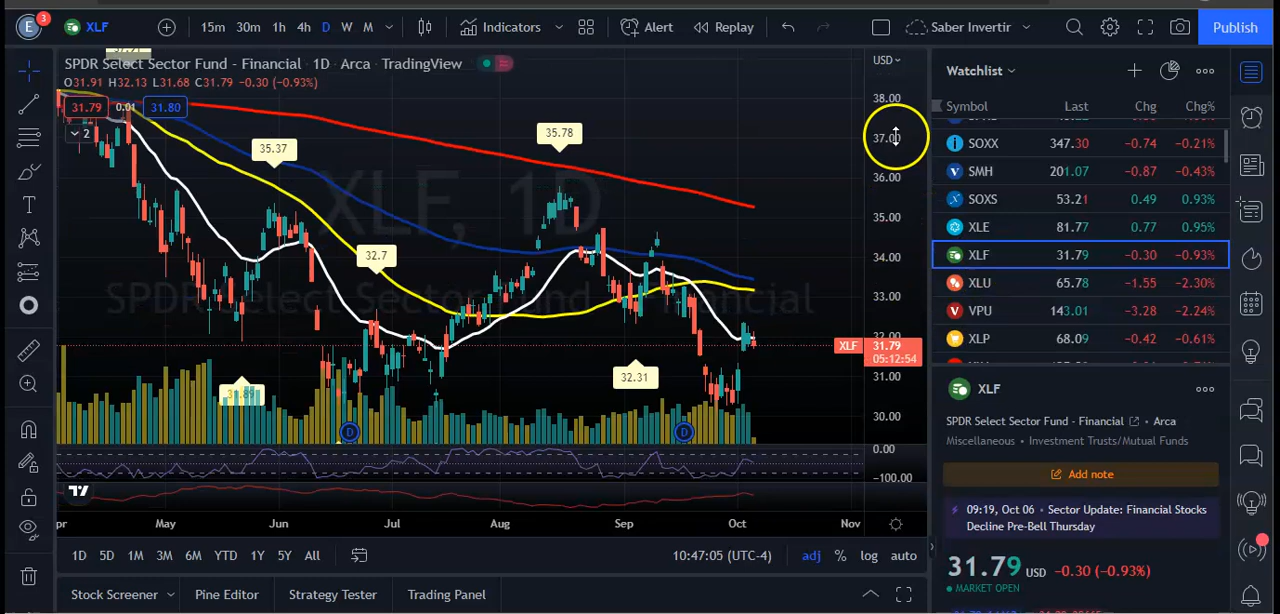 E 3 XLF 15m 30m 1h 4h D W M Indicators Alert Replay Saber Invertir Publish
SPDR Select Sector Fund - Financial · 1D · Arca · TradingView
O31.91 H32.13 L31.68 C31.79 -0.30 (-0.93%)
31.79 0.01 31.80
2
XLF, 1D
SPDR Select Sector Fund - Financial
35.37
35.78
32.7
32.31
USD
38.00
37.00
36.00
35.00
34.00
33.00
32.00
XLF 31.79
05:12:54
31.00
30.00
D D
0.00
-100.00
May Jun Jul Aug Sep Oct Nov
1D 5D 1M 3M 6M YTD 1Y 5Y All 10:47:05 (UTC-4) adj % log auto
Stock Screener Pine Editor Strategy Tester Trading Panel
Watchlist
Symbol Last Chg Chg%
SOXX 347.30 -0.74 -0.21%
SMH 201.07 -0.87 -0.43%
SOXS 53.21 0.49 0.93%
XLE 81.77 0.77 0.95%
XLF 31.79 -0.30 -0.93%
XLU 65.78 -1.55 -2.30%
VPU 143.01 -3.28 -2.24%
XLP 68.09 -0.42 -0.61%
XLF
SPDR Select Sector Fund - Financial · Arca
Miscellaneous · Investment Trusts/Mutual Funds
Add note
09:19, Oct 06 · Sector Update: Financial Stocks
Decline Pre-Bell Thursday
31.79 USD -0.30 (-0.93%)
MARKET OPEN